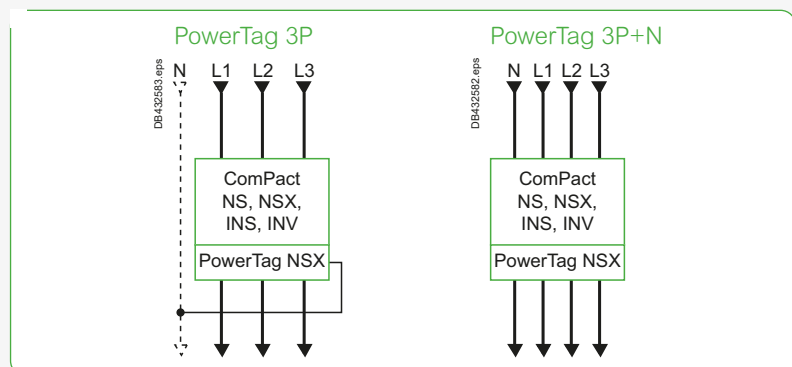 PowerTag 3P
DB432583.eps
N L1 L2 L3
ComPact
NS, NSX,
INS, INV
PowerTag NSX
PowerTag 3P+N
DB432582.eps
N L1 L2 L3
ComPact
NS, NSX,
INS, INV
PowerTag NSX